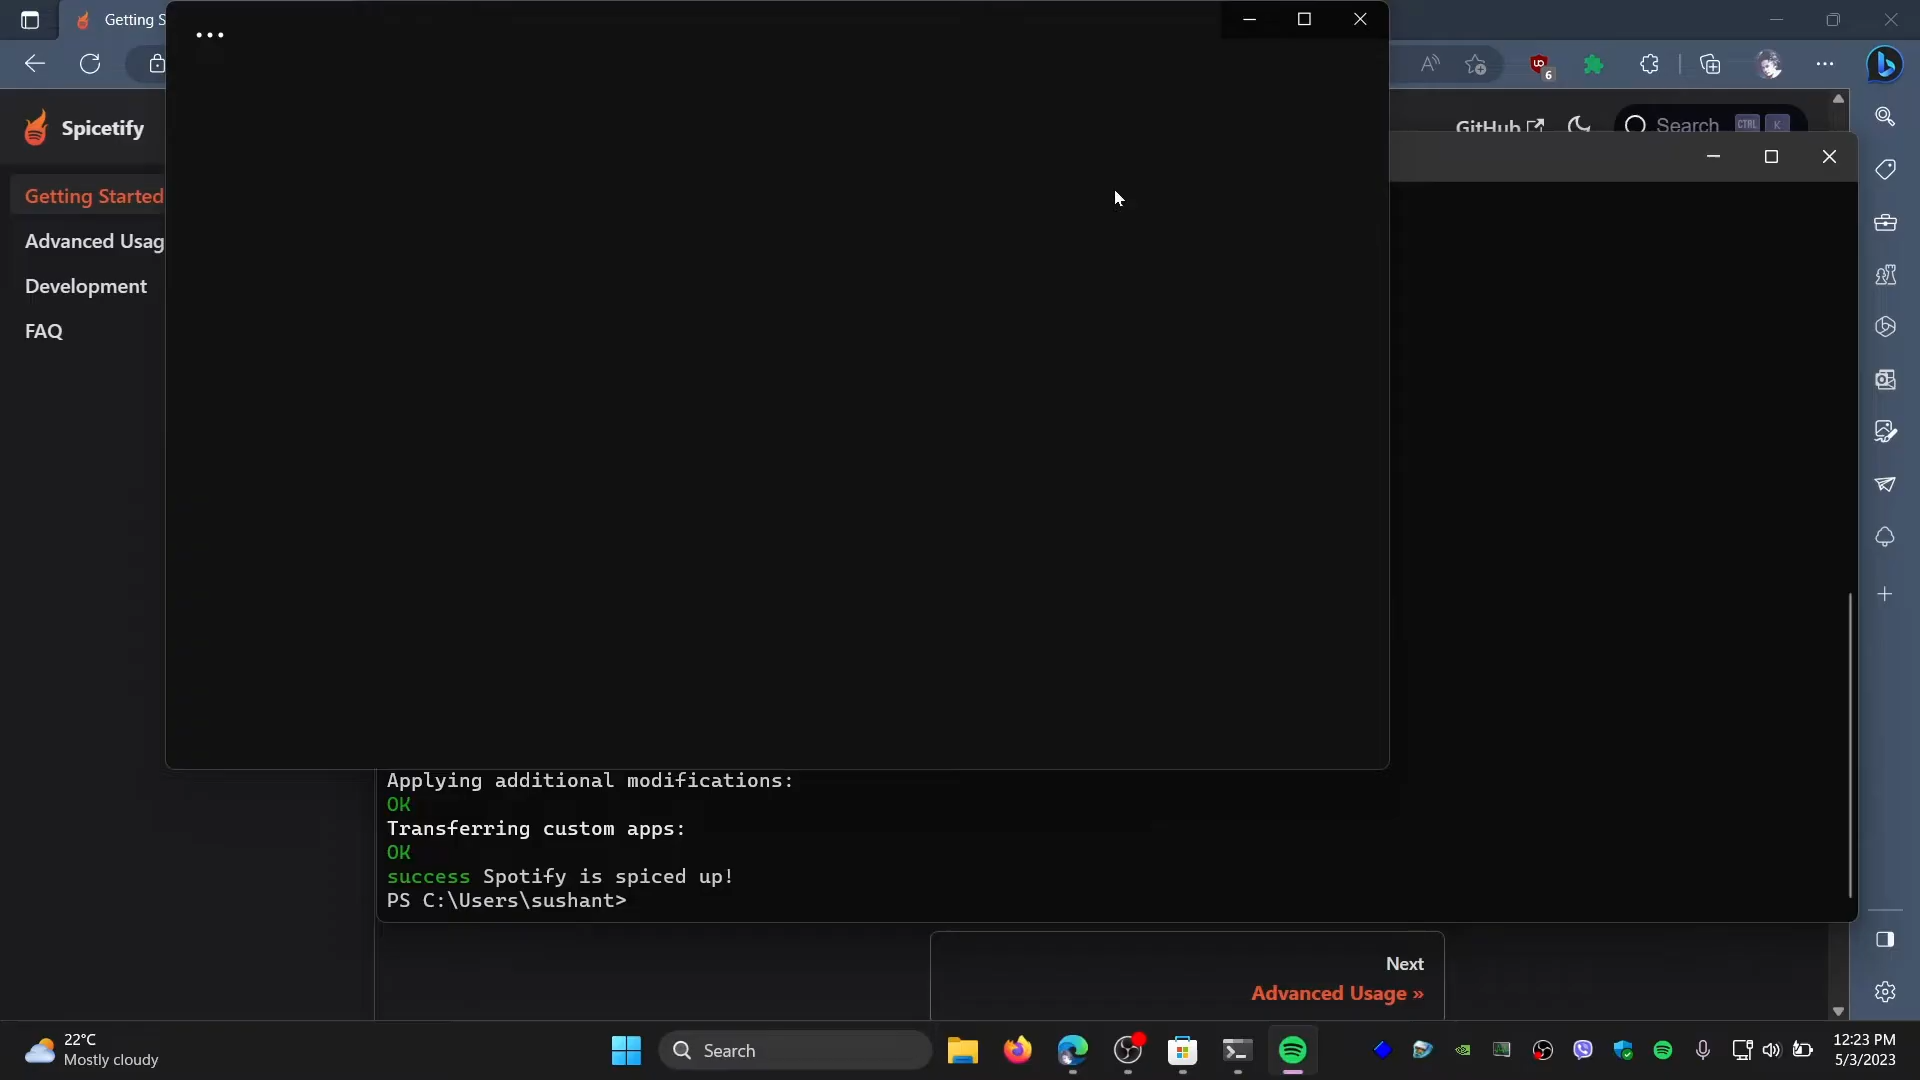 Getting S
6
Spicetify
GitHub
Search CTRL K
Getting Started
Advanced Usag
Development
FAQ
Applying additional modifications:
OK
Transferring custom apps:
OK
success Spotify is spiced up!
PS C:\Users\sushant>
Next
Advanced Usage »
22°C
Mostly cloudy
Search
12:23 PM
5/3/2023